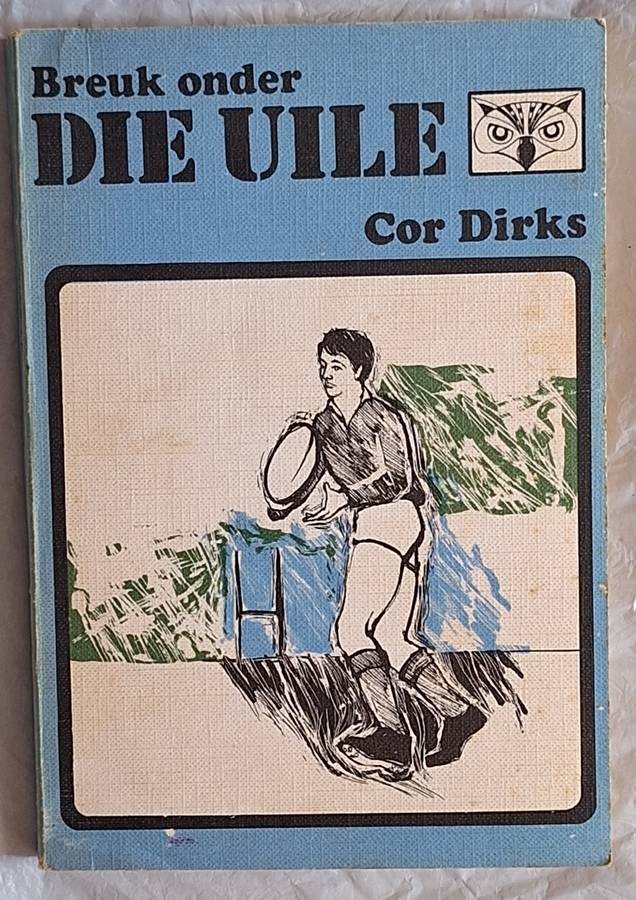 Breuk onder
DIE UILE
Cor Dirks